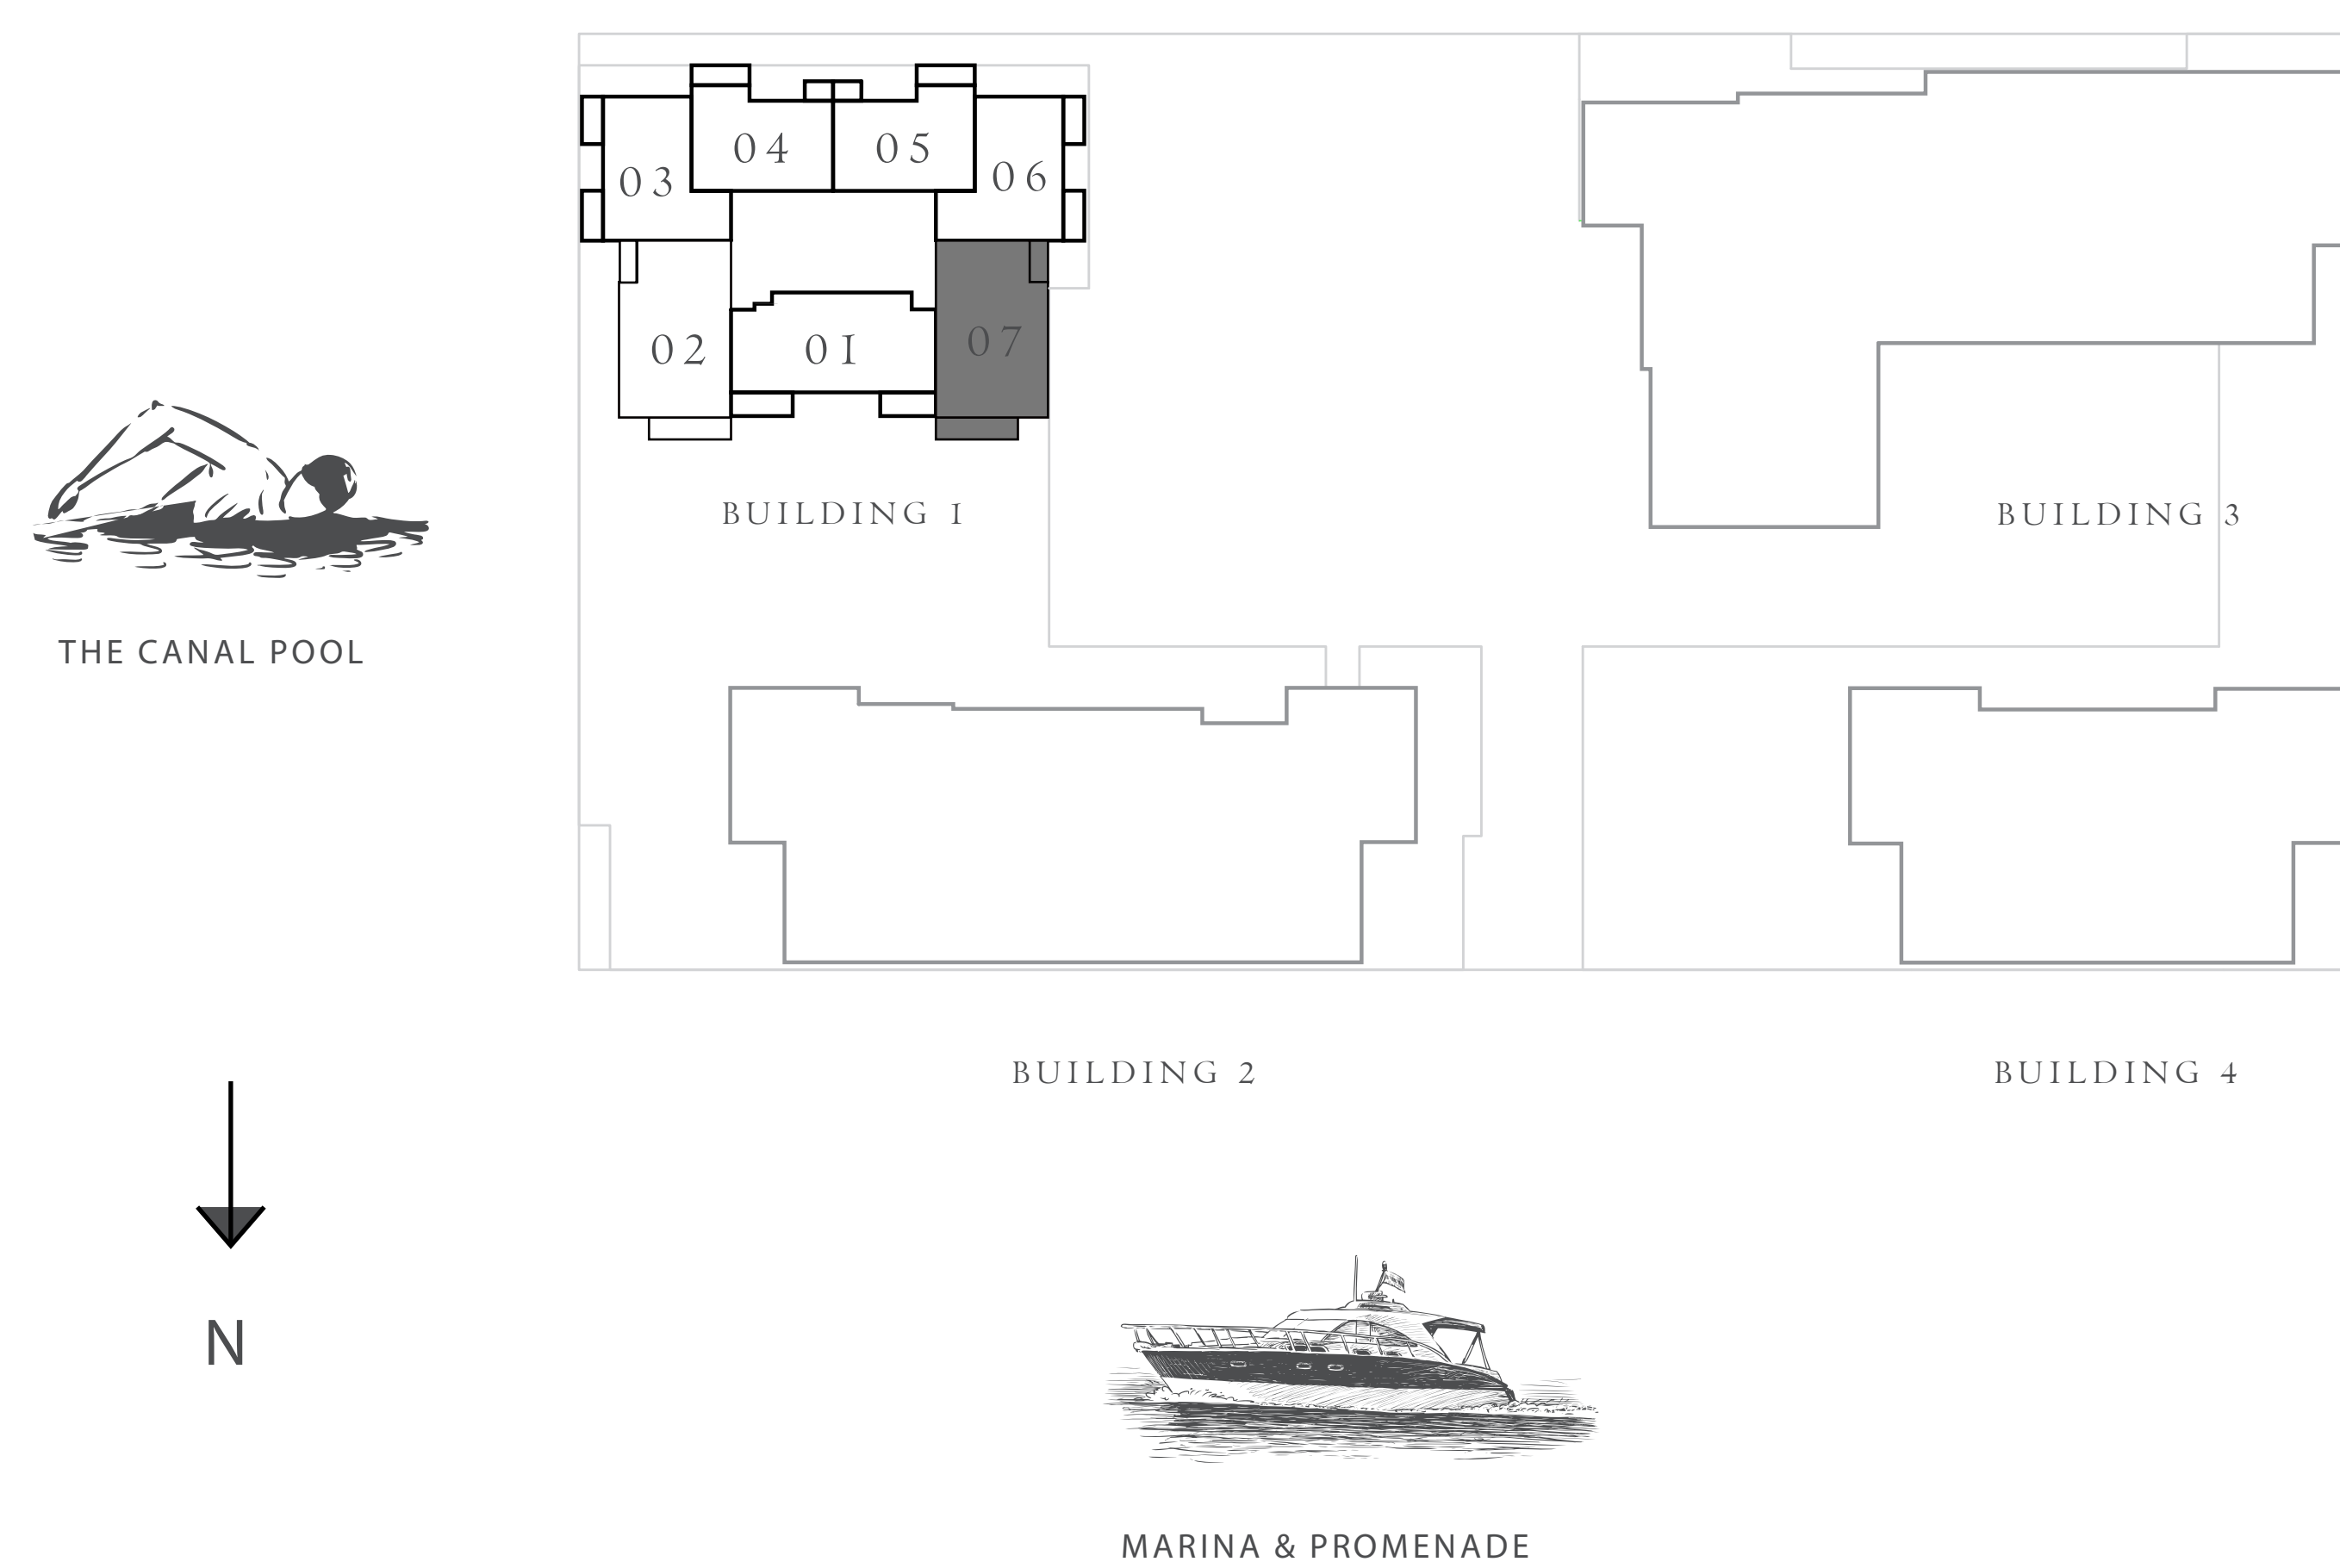 04
05
03
06
02
01
07
BUILDING 1
BUILDING 3
THE CANAL POOL
BUILDING 2
BUILDING 4
N
MARINA & PROMENADE